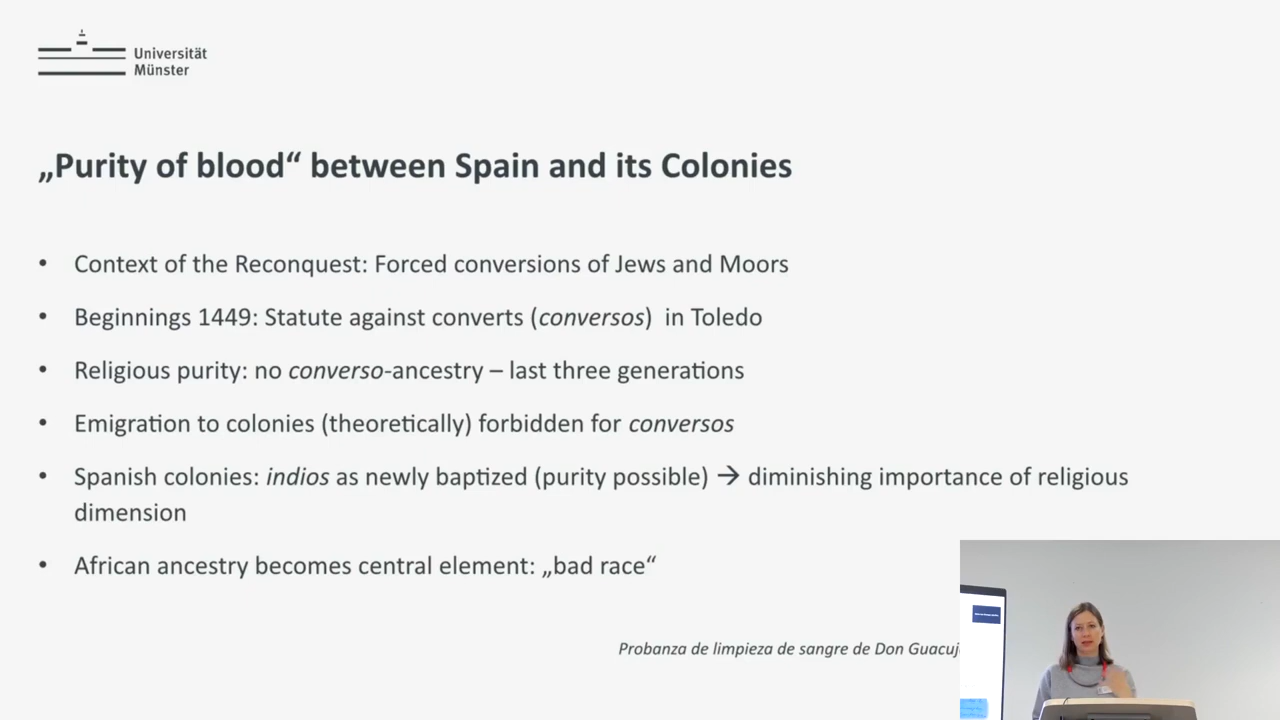 Universität
Münster
„Purity of blood“ between Spain and its Colonies
• Context of the Reconquest: Forced conversions of Jews and Moors
• Beginnings 1449: Statute against converts (conversos) in Toledo
• Religious purity: no converso-ancestry – last three generations
• Emigration to colonies (theoretically) forbidden for conversos
• Spanish colonies: indios as newly baptized (purity possible) → diminishing importance of religious
dimension
• African ancestry becomes central element: „bad race“
Probanza de limpieza de sangre de Don